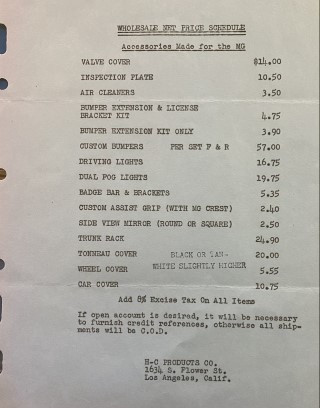 WHOLESALE NET PRICE SCHEDULE
Accessories Made for the MG
VALVE COVER $14.00
INSPECTION PLATE 10.50
AIR CLEANERS 3.50
BUMPER EXTENSION & LICENSE
BRACKET KIT 4.75
BUMPER EXTENSION KIT ONLY 3.90
CUSTOM BUMPERS PER SET F & R 57.00
DRIVING LIGHTS 16.75
DUAL FOG LIGHTS 19.75
BADGE BAR & BRACKETS 5.35
CUSTOM ASSIST GRIP (WITH MG CREST) 2.40
SIDE VIEW MIRROR (ROUND OR SQUARE) 2.50
TRUNK RACK 24.90
TONNEAU COVER BLACK OR TAN- 20.00
WHITE SLIGHTLY HIGHER
WHEEL COVER 5.55
CAR COVER 10.75
Add 8% Excise Tax On All Items
If open account is desired, it will be necessary
to furnish credit references, otherwise all ship-
ments will be C.O.D.
H-C PRODUCTS CO.
1634 S. Flower St.
Los Angeles, Calif.